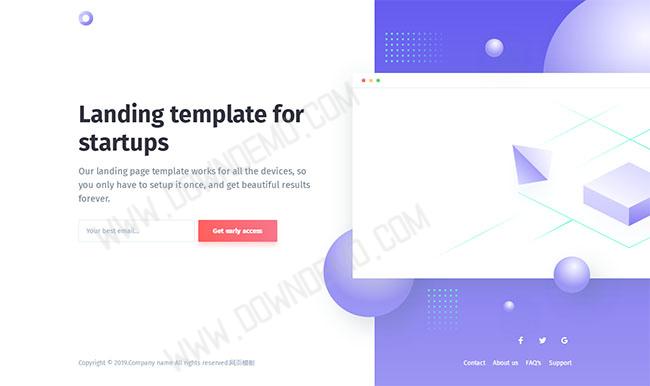 Landing template for
startups
Our landing page template works for all the devices, so
you only have to setup it once, and get beautiful results
forever.
Your best email...
Get early access
WWW.DOWNDEMO.COM
WWW.DOWNDEMO.COM
Contact About us FAQ's Support
Copyright © 2019.Company name All rights reserved.网页模板